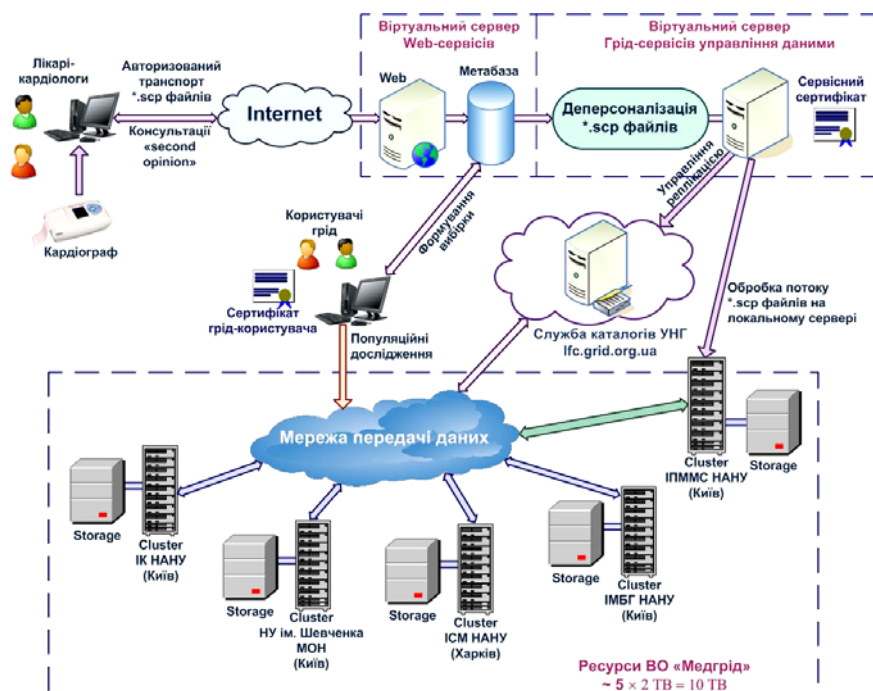 Віртуальний сервер
Web-сервісів
Віртуальний сервер
Грід-сервісів управління даними
Лікарі-
кардіологи
Авторизований
транспорт
*.scp файлів
Консультації
«second
opinion»
Internet
Web
Метабаза
Деперсоналізація
*.scp файлів
Сервісний
сертифікат
Кардіограф
Користувачі
грід
Сертифікат
грід-користувача
Формування
вибірки
Управління
реплікацією
Популяційні
дослідження
Служба каталогів УНГ
lfc.grid.org.ua
Обробка потоку
*.scp файлів на
локальному сервері
Мережа передачі даних
Storage
Cluster
ІК НАНУ
(Київ)
Storage
Cluster
НУ ім. Шевченка
МОН
(Київ)
Storage
Cluster
ІСМ НАНУ
(Харків)
Storage
Cluster
ІМБГ НАНУ
(Київ)
Cluster
ІПММС НАНУ
(Київ)
Storage
Ресурси ВО «Медгрід»
~ 5 × 2 TB = 10 TB